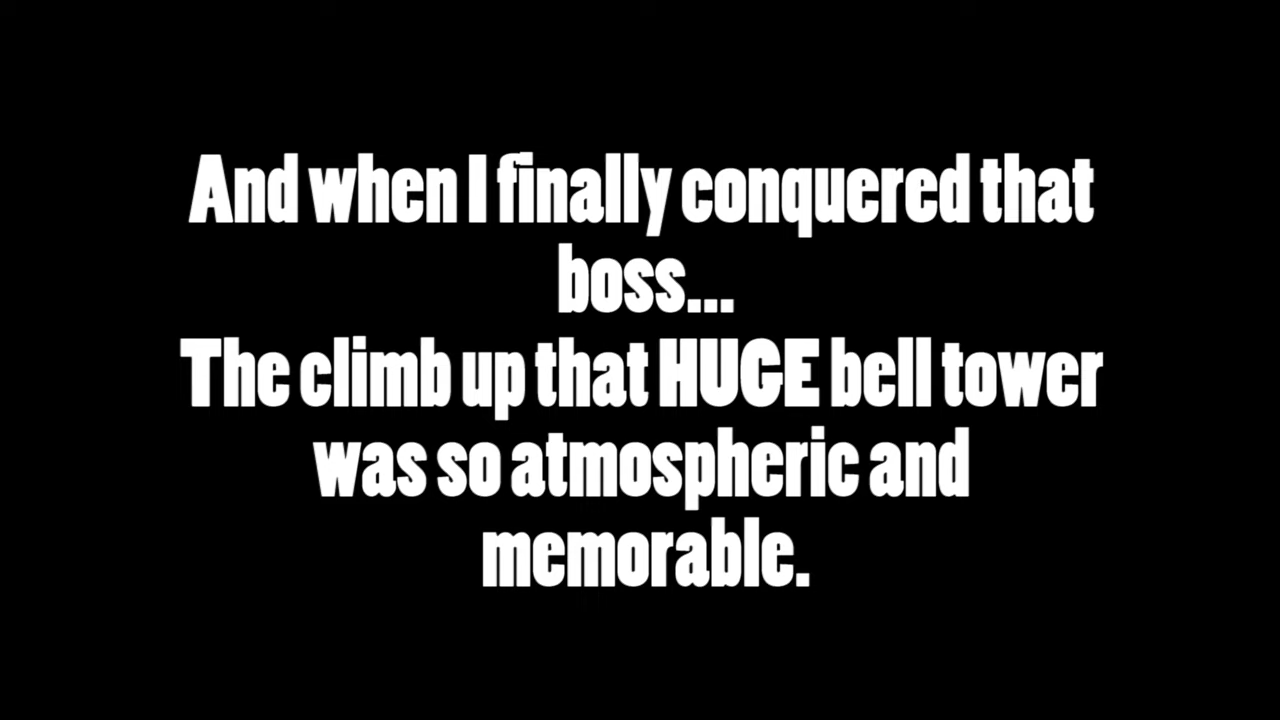 And when I finally conquered that
boss...
The climb up that HUGE bell tower
was so atmospheric and
memorable.